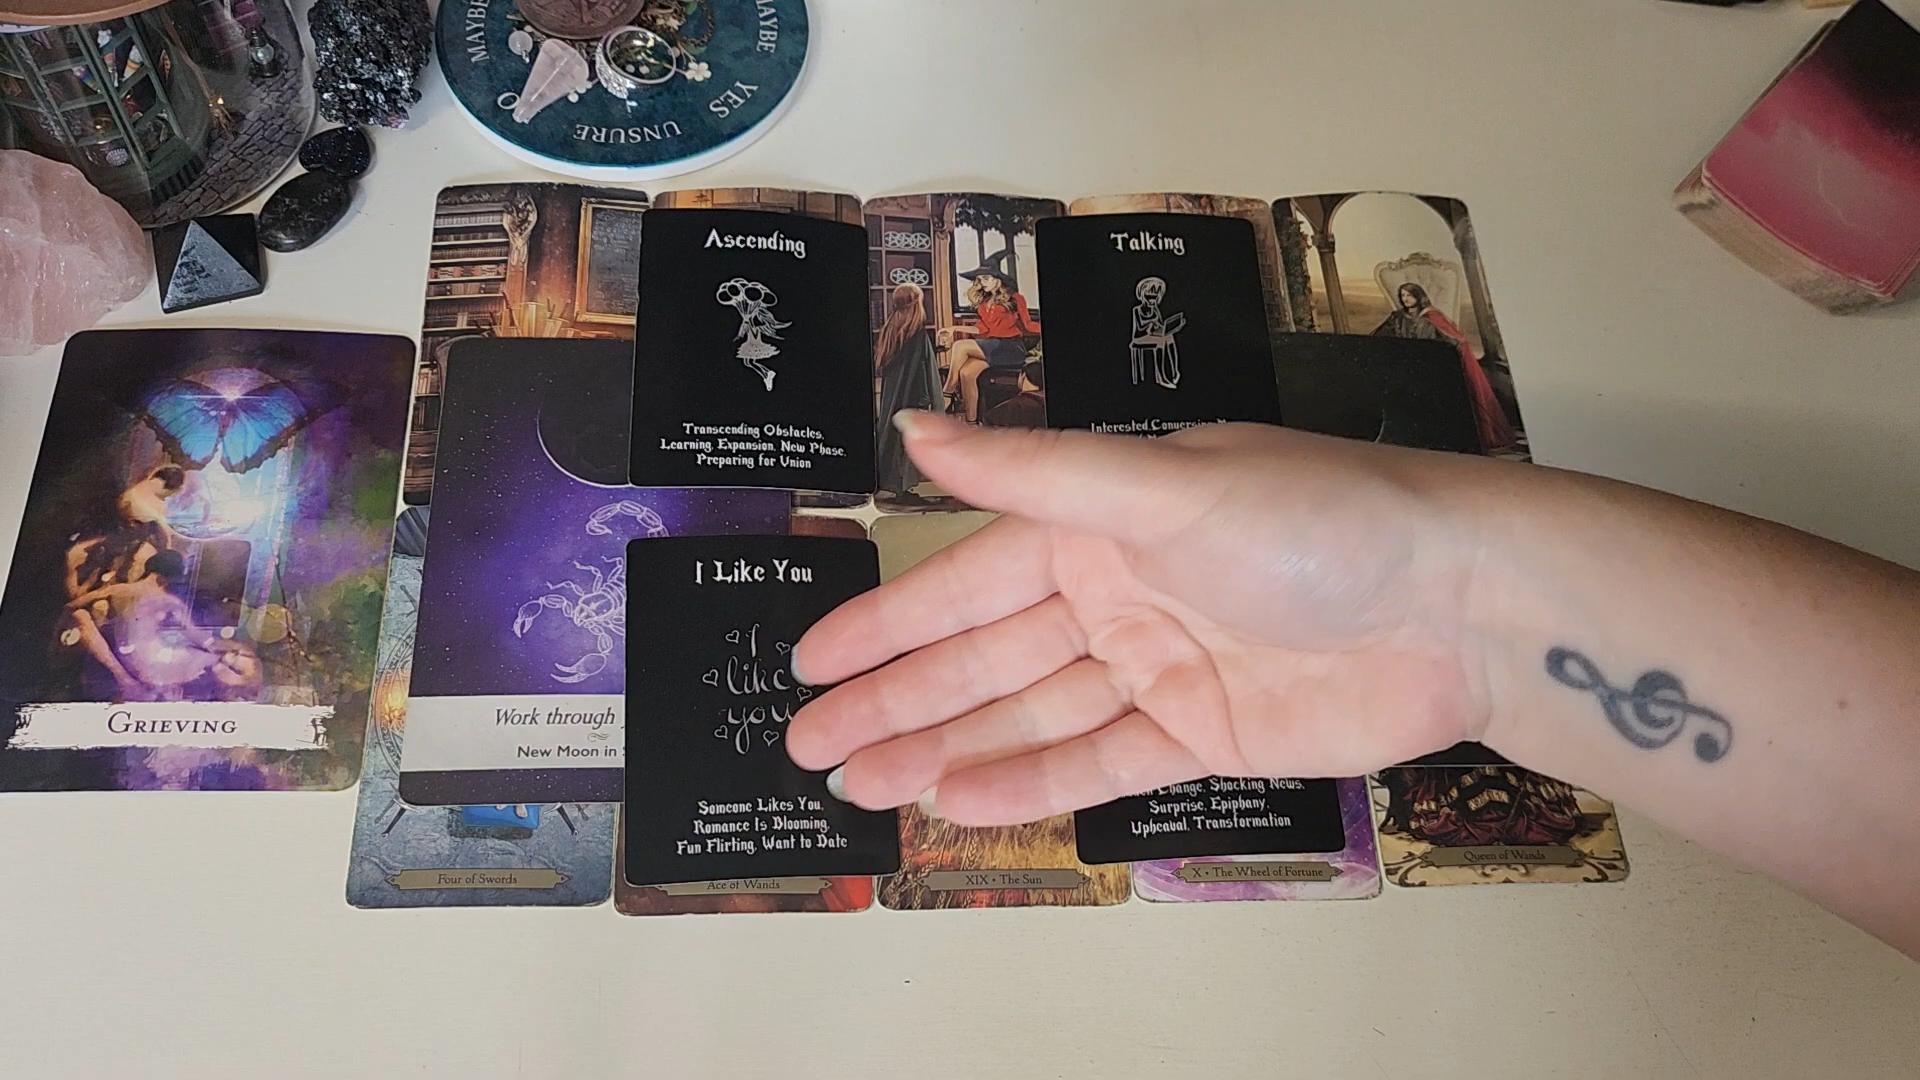 MAYBE
MAYBE
YES
UNSURE
Ascending
Transcending Obstacles,
Learning, Expansion, New Phase,
Preparing for Union
Talking
Interested, Conversing
GRIEVING
Work through
New Moon in
I Like You
I
like
you
Someone Likes You,
Romance Is Blooming,
Fun Flirting, Want to Date
Change, Shocking News,
Surprise, Epiphany,
Upheaval, Transformation
Four of Swords
Ace of Wands
XIX • The Sun
X • The Wheel of Fortune
Queen of Wands